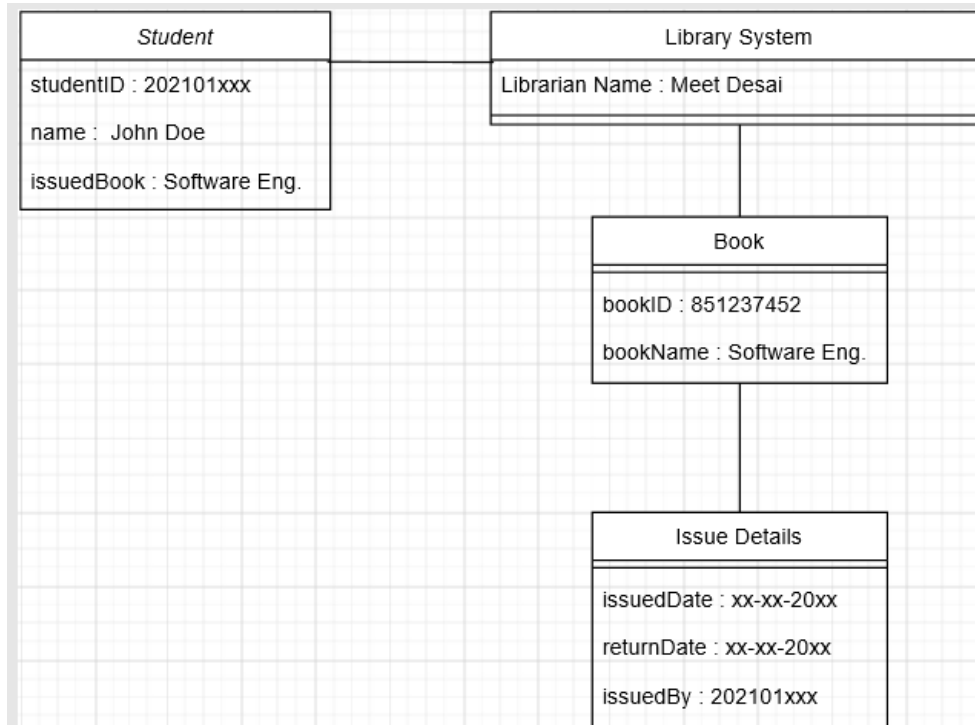 Student
studentID : 202101xxx
name :  John Doe
issuedBook : Software Eng.
Library System
Librarian Name : Meet Desai
Book
bookID : 851237452
bookName : Software Eng.
Issue Details
issuedDate : xx-xx-20xx
returnDate : xx-xx-20xx
issuedBy : 202101xxx